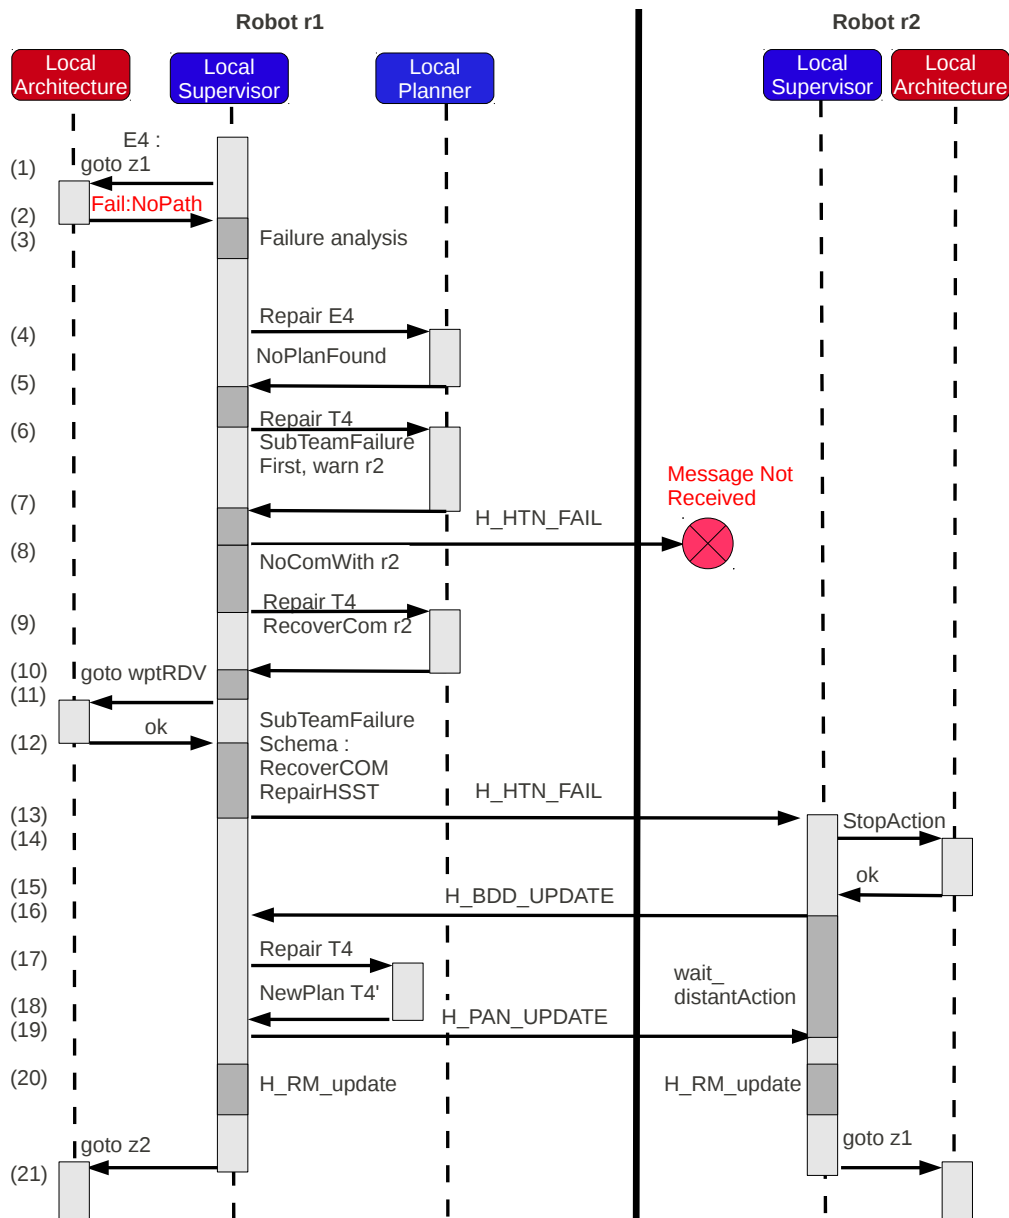 Robot r1
Robot r2
Local
Architecture
Local
Supervisor
Local
Planner
Local
Supervisor
Local
Architecture
E4 :
(1)
goto z1
(2)
Fail:NoPath
(3)
Failure analysis
Repair E4
(4)
NoPlanFound
(5)
Repair T4
(6)
SubTeamFailure
First, warn r2
Message Not
Received
(7)
H_HTN_FAIL
(8)
NoComWith r2
Repair T4
(9)
RecoverCom r2
(10)
goto wptRDV
(11)
ok
(12)
SubTeamFailure
Schema :
RecoverCOM
RepairHSST
H_HTN_FAIL
(13)
StopAction
(14)
ok
(15)
H_BDD_UPDATE
(16)
Repair T4
(17)
wait_
distantAction
NewPlan T4'
(18)
H_PAN_UPDATE
(19)
(20)
H_RM_update
H_RM_update
goto z2
goto z1
(21)